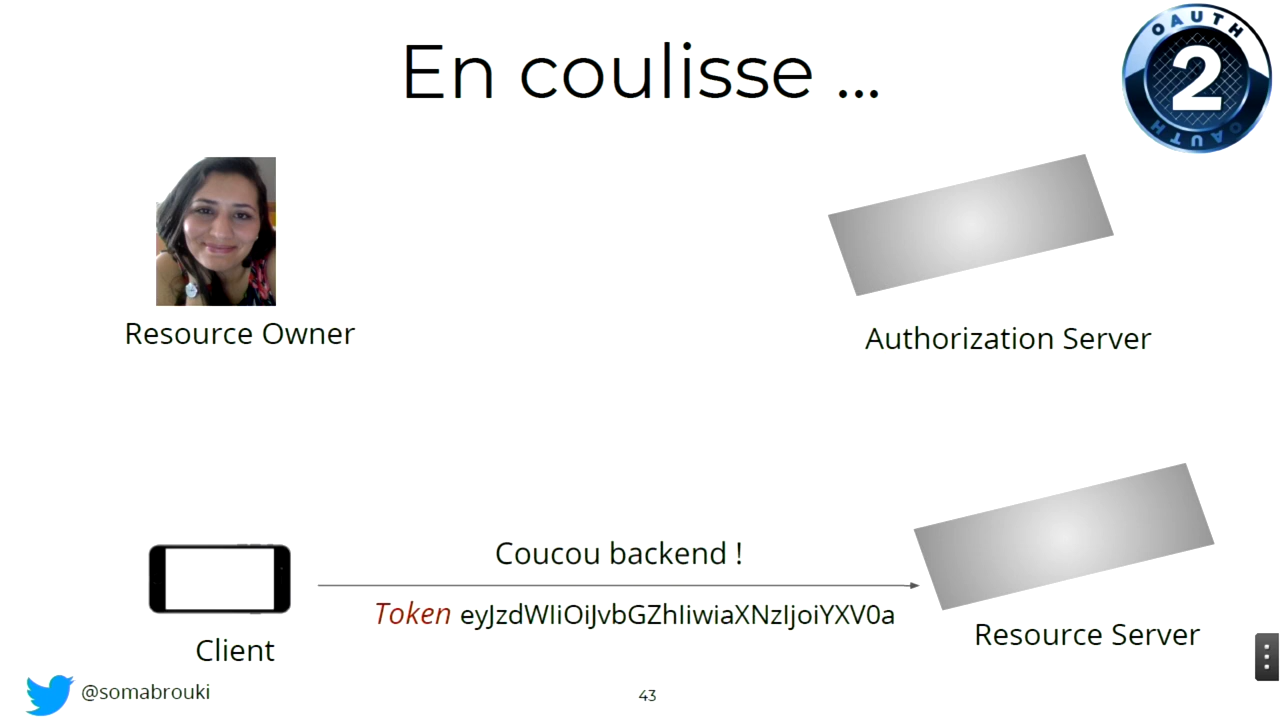 En coulisse ...
OAUTH
2
OAUTH
Resource Owner
Authorization Server
Coucou backend !
Token eyJzdWIiOiJvbGZhIiwiaXNzIjoiYXV0a
Client
Resource Server
@somabrouki
43